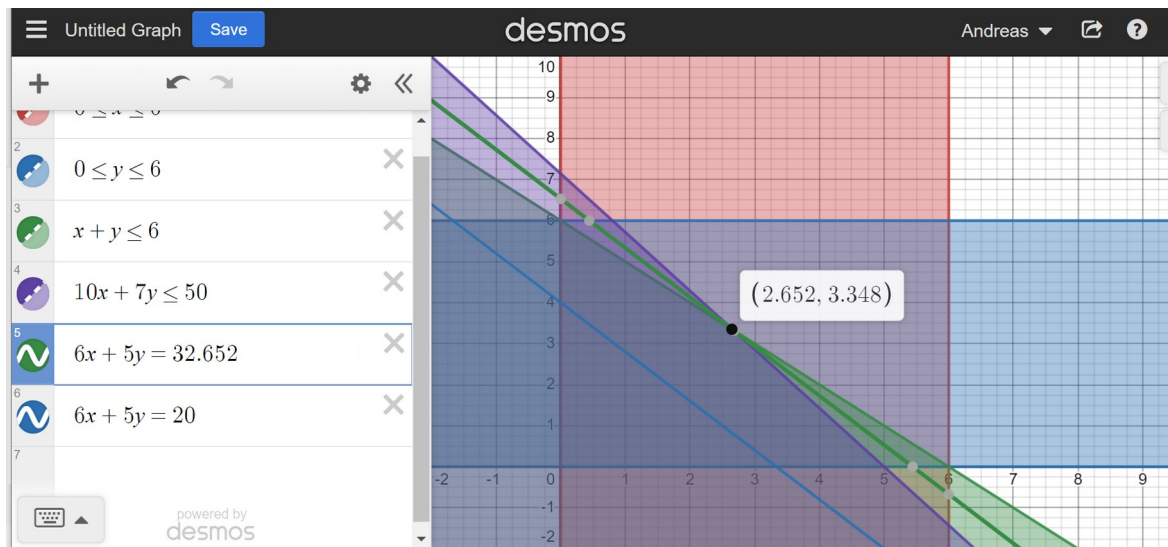 Untitled Graph Save desmos Andreas ?
2
0 ≤ y ≤ 6
3
x + y ≤ 6
4
10x + 7y ≤ 50
5
6x + 5y = 32.652
6
6x + 5y = 20
7
powered by
desmos
10
9
8
7
6
5
4
3
2
1
-2 -1 0 1 2 3 4 5 6 7 8 9
-1
-2
(2.652, 3.348)